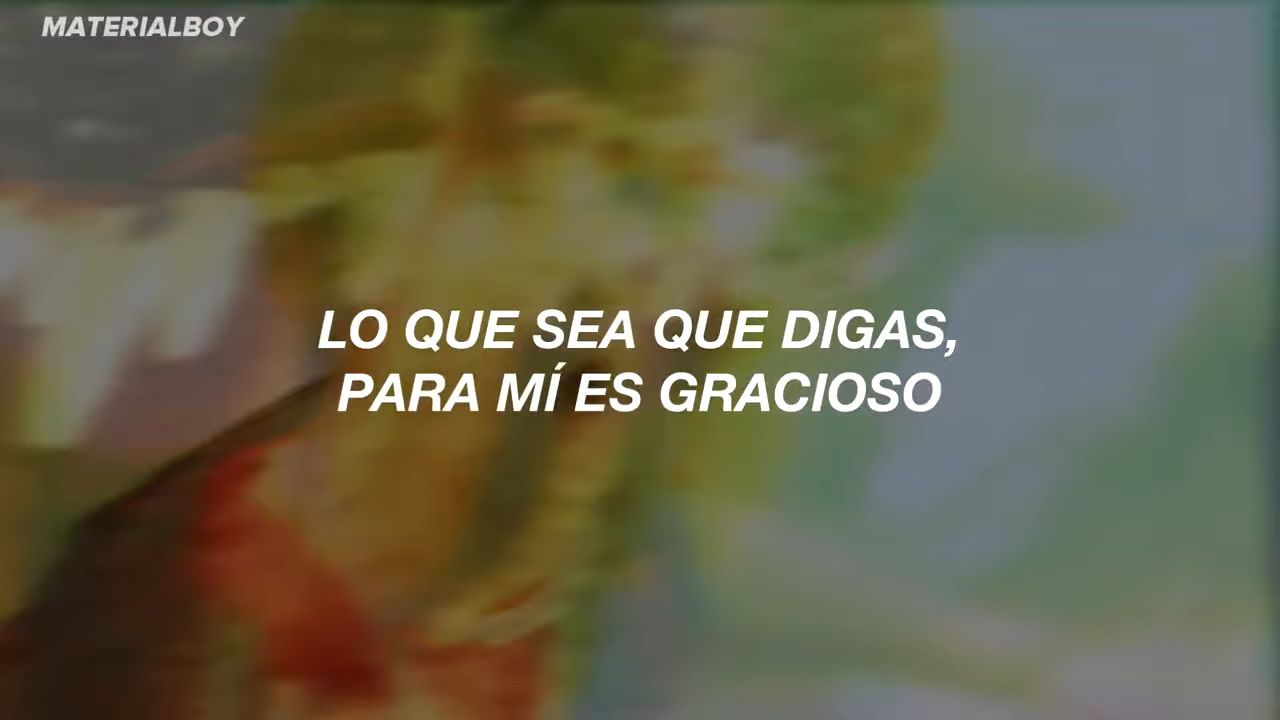 MATERIALBOY
LO QUE SEA QUE DIGAS,
PARA MÍ ES GRACIOSO